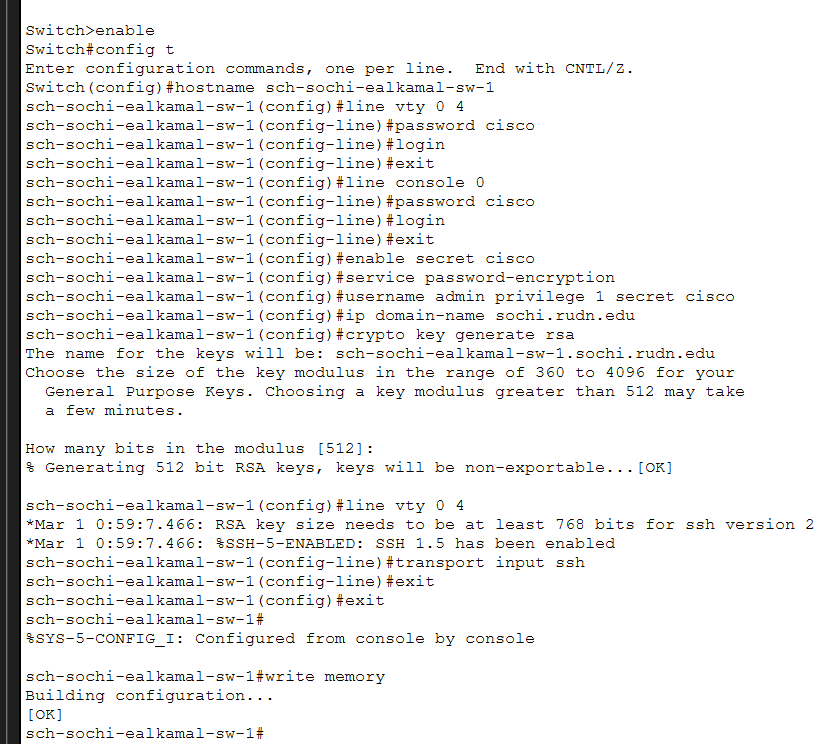 Switch>enable
Switch#config t
Enter configuration commands, one per line.  End with CNTL/Z.
Switch(config)#hostname sch-sochi-ealkamal-sw-1
sch-sochi-ealkamal-sw-1(config)#line vty 0 4
sch-sochi-ealkamal-sw-1(config-line)#password cisco
sch-sochi-ealkamal-sw-1(config-line)#login
sch-sochi-ealkamal-sw-1(config-line)#exit
sch-sochi-ealkamal-sw-1(config)#line console 0
sch-sochi-ealkamal-sw-1(config-line)#password cisco
sch-sochi-ealkamal-sw-1(config-line)#login
sch-sochi-ealkamal-sw-1(config-line)#exit
sch-sochi-ealkamal-sw-1(config)#enable secret cisco
sch-sochi-ealkamal-sw-1(config)#service password-encryption
sch-sochi-ealkamal-sw-1(config)#username admin privilege 1 secret cisco
sch-sochi-ealkamal-sw-1(config)#ip domain-name sochi.rudn.edu
sch-sochi-ealkamal-sw-1(config)#crypto key generate rsa
The name for the keys will be: sch-sochi-ealkamal-sw-1.sochi.rudn.edu
Choose the size of the key modulus in the range of 360 to 4096 for your
  General Purpose Keys. Choosing a key modulus greater than 512 may take
  a few minutes.
How many bits in the modulus [512]:
% Generating 512 bit RSA keys, keys will be non-exportable...[OK]
sch-sochi-ealkamal-sw-1(config)#line vty 0 4
*Mar 1 0:59:7.466: RSA key size needs to be at least 768 bits for ssh version 2
*Mar 1 0:59:7.466: %SSH-5-ENABLED: SSH 1.5 has been enabled
sch-sochi-ealkamal-sw-1(config-line)#transport input ssh
sch-sochi-ealkamal-sw-1(config-line)#exit
sch-sochi-ealkamal-sw-1(config)#exit
sch-sochi-ealkamal-sw-1#
%SYS-5-CONFIG_I: Configured from console by console
sch-sochi-ealkamal-sw-1#write memory
Building configuration...
[OK]
sch-sochi-ealkamal-sw-1#